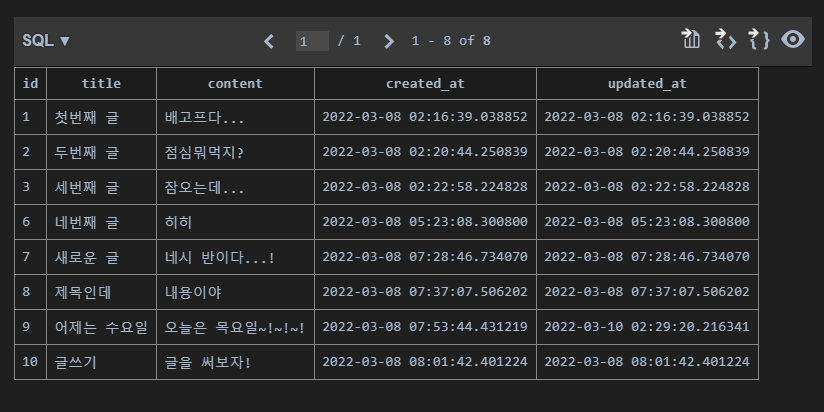 SQL ▼ 1 / 1 1 - 8 of 8
id title content created_at updated_at
1 첫번째 글 배고프다... 2022-03-08 02:16:39.038852 2022-03-08 02:16:39.038852
2 두번째 글 점심뭐먹지? 2022-03-08 02:20:44.250839 2022-03-08 02:20:44.250839
3 세번째 글 잠오는데... 2022-03-08 02:22:58.224828 2022-03-08 02:22:58.224828
6 네번째 글 히히 2022-03-08 05:23:08.300800 2022-03-08 05:23:08.300800
7 새로운 글 네시 반이다...! 2022-03-08 07:28:46.734070 2022-03-08 07:28:46.734070
8 제목인데 내용이야 2022-03-08 07:37:07.506202 2022-03-08 07:37:07.506202
9 어제는 수요일 오늘은 목요일~!~!~! 2022-03-08 07:53:44.431219 2022-03-10 02:29:20.216341
10 글쓰기 글을 써보자! 2022-03-08 08:01:42.401224 2022-03-08 08:01:42.401224